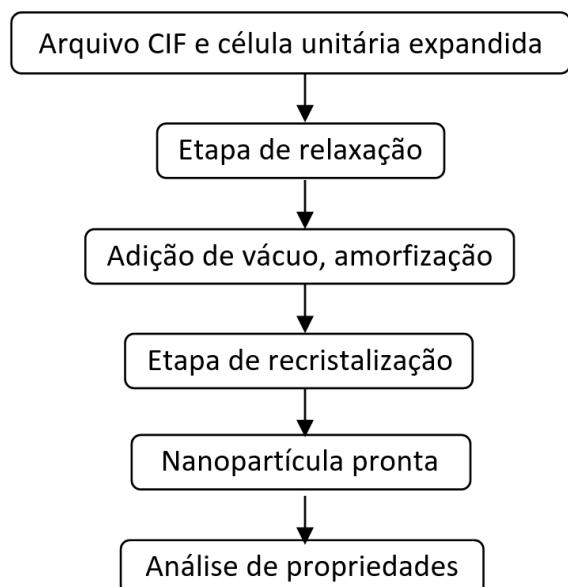 Arquivo CIF e célula unitária expandida
Etapa de relaxação
Adição de vácuo, amorfização
Etapa de recristalização
Nanopartícula pronta
Análise de propriedades